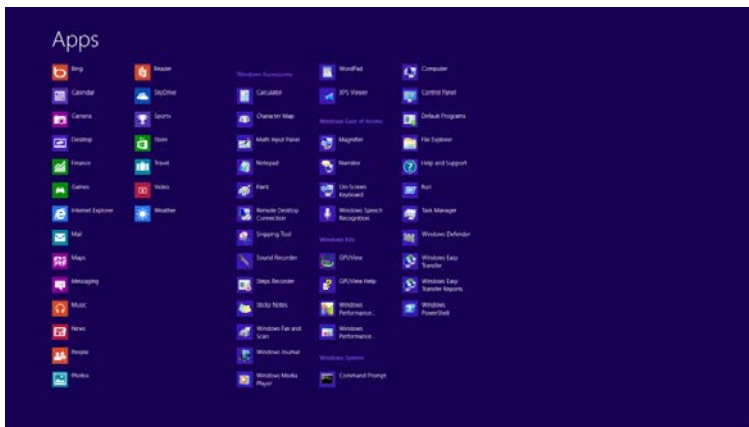 Apps
Bing
Calendar
Camera
Desktop
Finance
Games
Internet Explorer
Mail
Maps
Messaging
Music
News
People
Photos
Reader
SkyDrive
Sports
Store
Travel
Video
Weather
Windows Accessories
Calculator
Character Map
Math Input Panel
Notepad
Paint
Remote Desktop
Connection
Snipping Tool
Sound Recorder
Steps Recorder
Sticky Notes
Windows Fax and
Scan
Windows Journal
Windows Media
Player
WordPad
XPS Viewer
Windows Ease of Access
Magnifier
Narrator
On-Screen
Keyboard
Windows Speech
Recognition
Windows Kits
GPUView
GPUView Help
Windows
Performance...
Windows
Performance...
Windows System
Command Prompt
Computer
Control Panel
Default Programs
File Explorer
Help and Support
Run
Task Manager
Windows Defender
Windows Easy
Transfer
Windows Easy
Transfer Reports
Windows
PowerShell